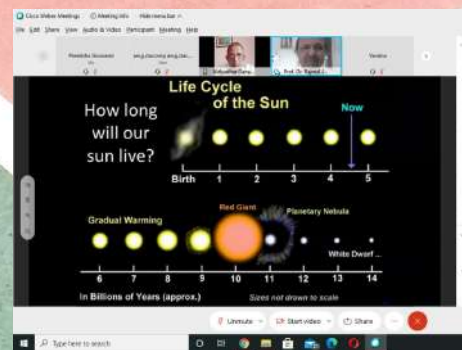 Cisco Webex Meetings Meeting Info Hide menu bar
File Edit Share View Audio & Video Participant Meeting Help
Life Cycle
of the Sun
How long
will our
sun live?
Now
Birth 1 2 3 4 5
Red Giant
Planetary Nebula
Gradual Warming
White Dwarf ...
6 7 8 9 10 11 12 13 14
In Billions of Years (approx.) Sizes not drawn to scale
Unmute Start video Share
Type here to search